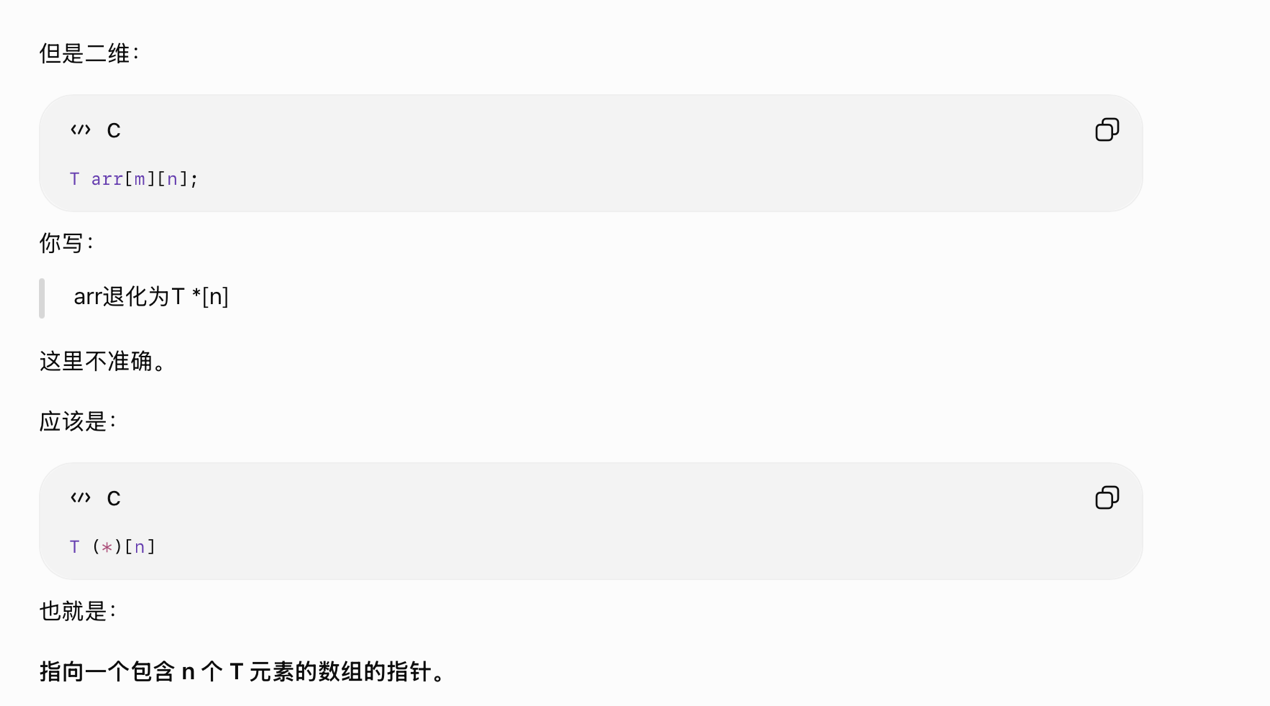 但是二维：
C
T arr[m][n];
你写：
arr退化为T *[n]
这里不准确。
应该是：
C
T (*)[n]
也就是：
指向一个包含 n 个 T 元素的数组的指针。